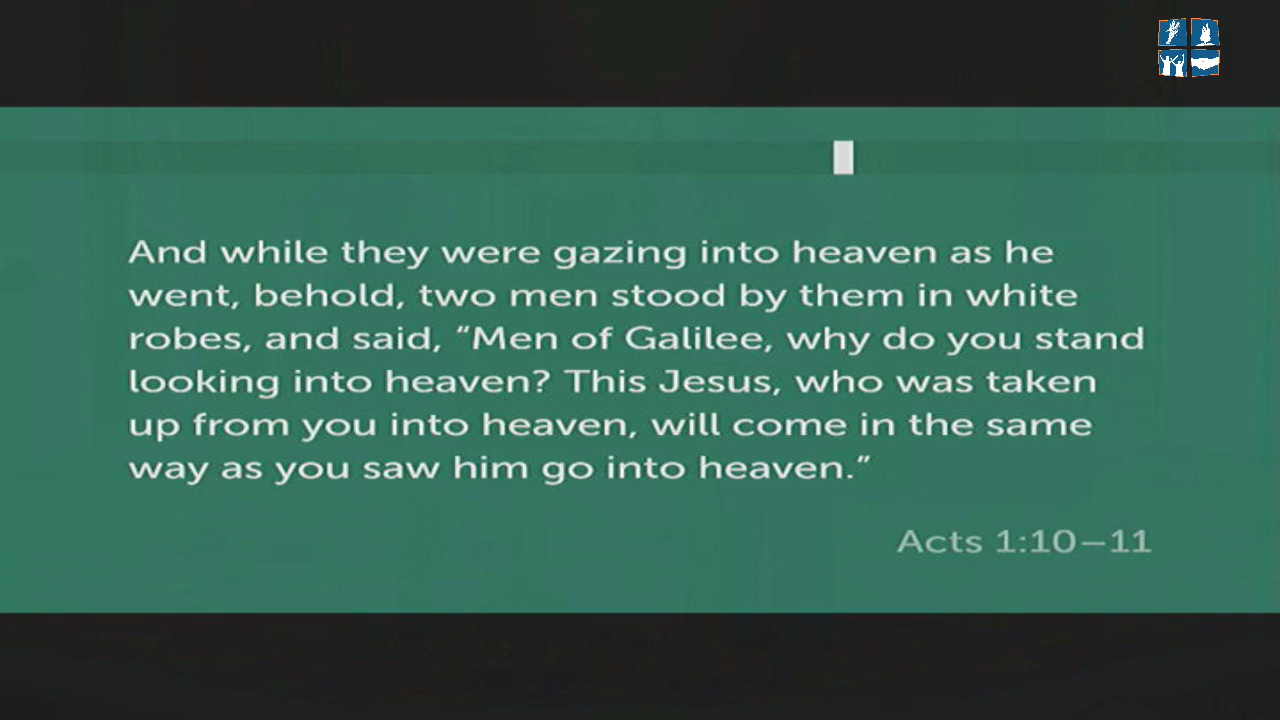 And while they were gazing into heaven as he
went, behold, two men stood by them in white
robes, and said, “Men of Galilee, why do you stand
looking into heaven? This Jesus, who was taken
up from you into heaven, will come in the same
way as you saw him go into heaven.”
Acts 1:10–11